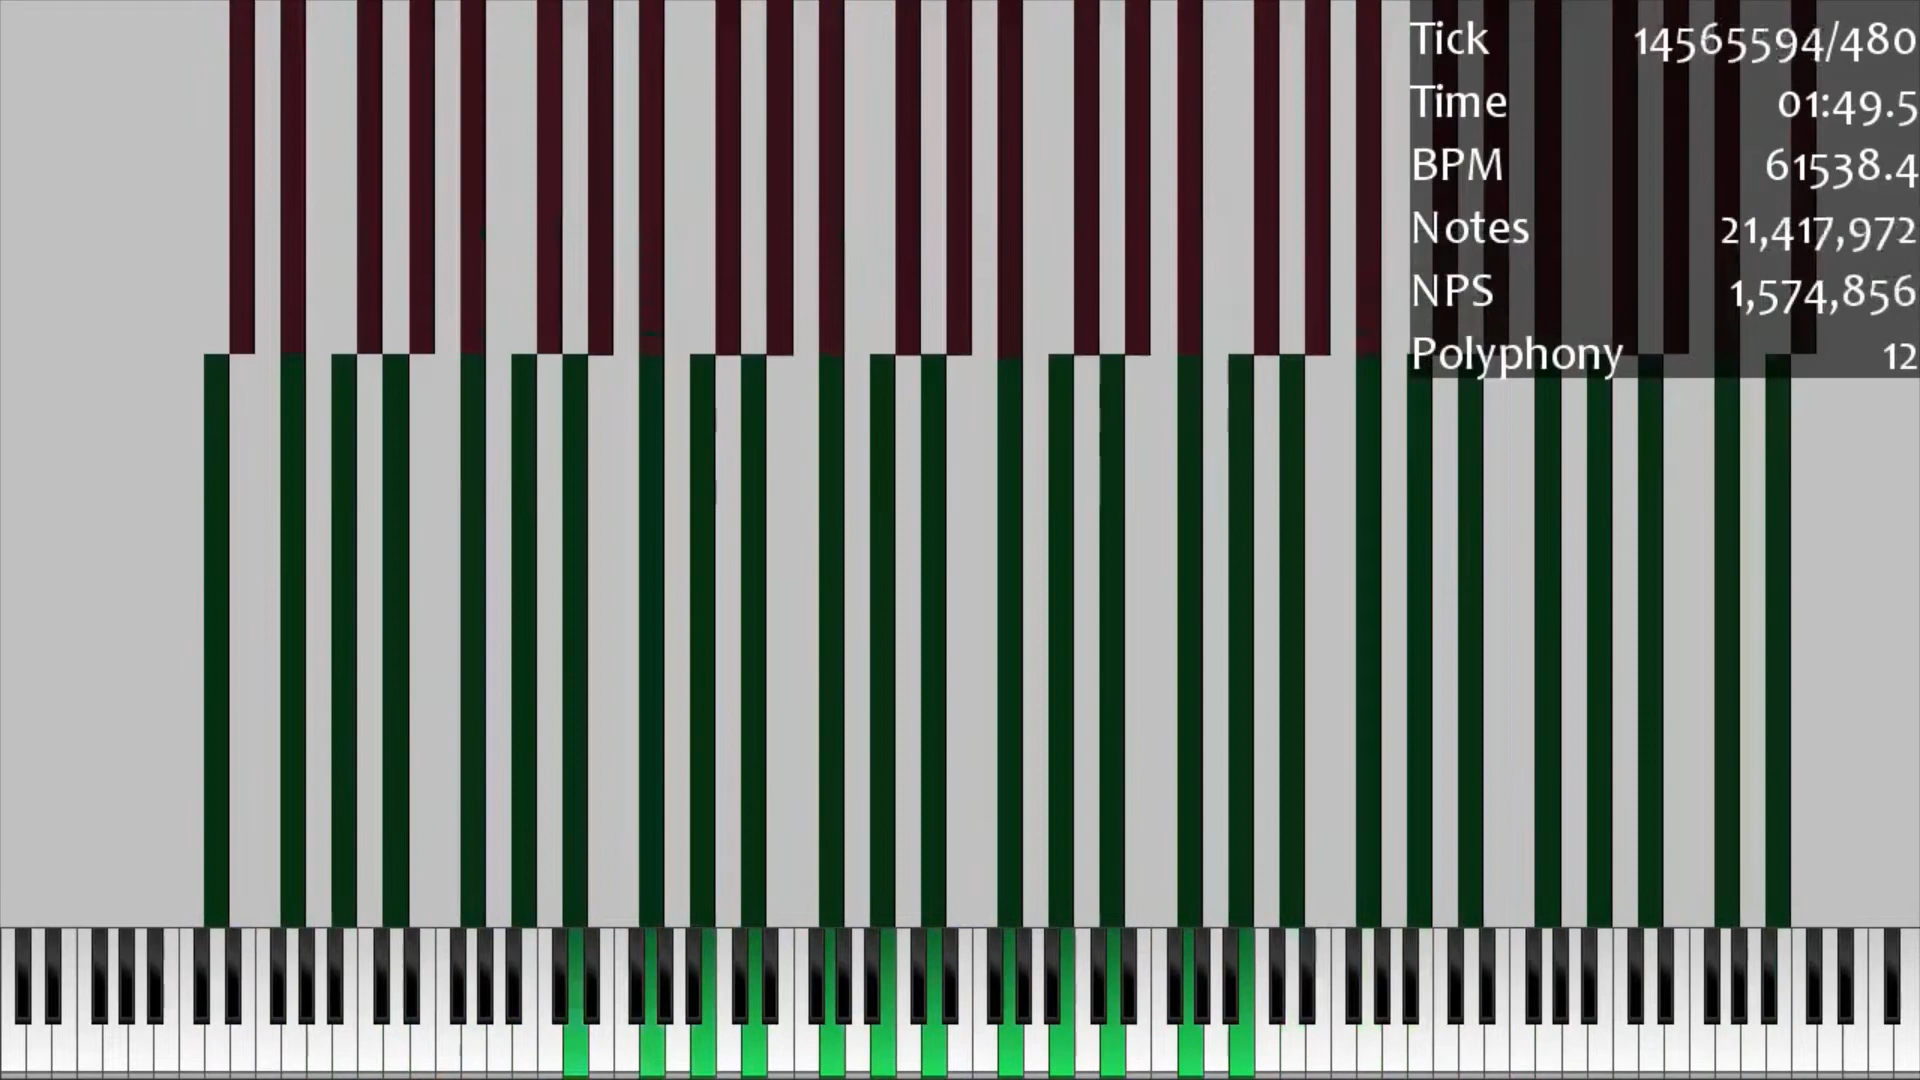 Tick 14565594/480
Time 01:49.5
BPM 61538.4
Notes 21,417,972
NPS 1,574,856
Polyphony 12